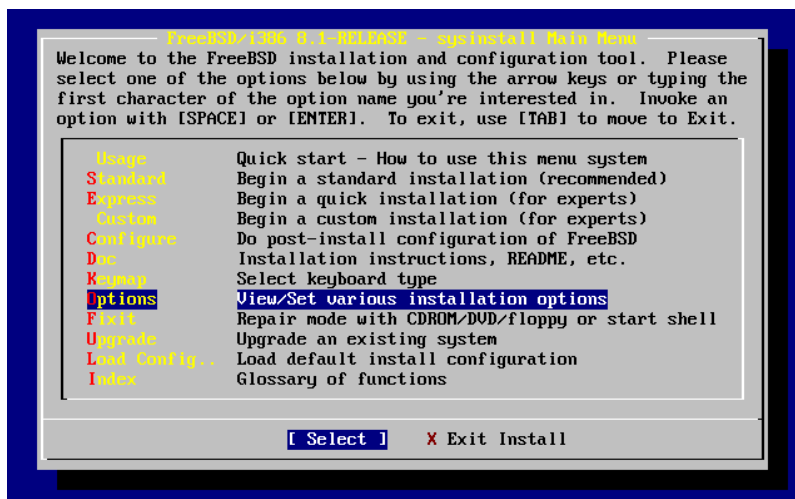 FreeBSD/i386 8.1-RELEASE - sysinstall Main Menu
Welcome to the FreeBSD installation and configuration tool.  Please
select one of the options below by using the arrow keys or typing the
first character of the option name you're interested in.  Invoke an
option with [SPACE] or [ENTER].  To exit, use [TAB] to move to Exit.
Usage Quick start - How to use this menu system
Standard Begin a standard installation (recommended)
Express Begin a quick installation (for experts)
Custom Begin a custom installation (for experts)
Configure Do post-install configuration of FreeBSD
Doc Installation instructions, README, etc.
Keymap Select keyboard type
Options View/Set various installation options
Fixit Repair mode with CDROM/DVD/floppy or start shell
Upgrade Upgrade an existing system
Load Config.. Load default install configuration
Index Glossary of functions
[ Select ] X Exit Install